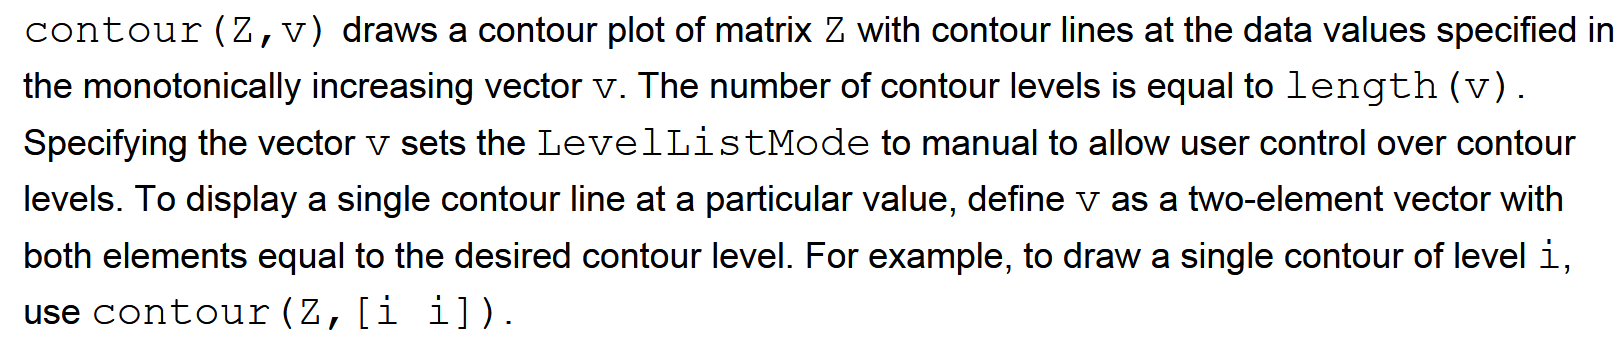 contour(Z,v) draws a contour plot of matrix Z with contour lines at the data values specified in
the monotonically increasing vector v. The number of contour levels is equal to length(v).
Specifying the vector v sets the LevelListMode to manual to allow user control over contour
levels. To display a single contour line at a particular value, define v as a two-element vector with
both elements equal to the desired contour level. For example, to draw a single contour of level i,
use contour(Z,[i i]).